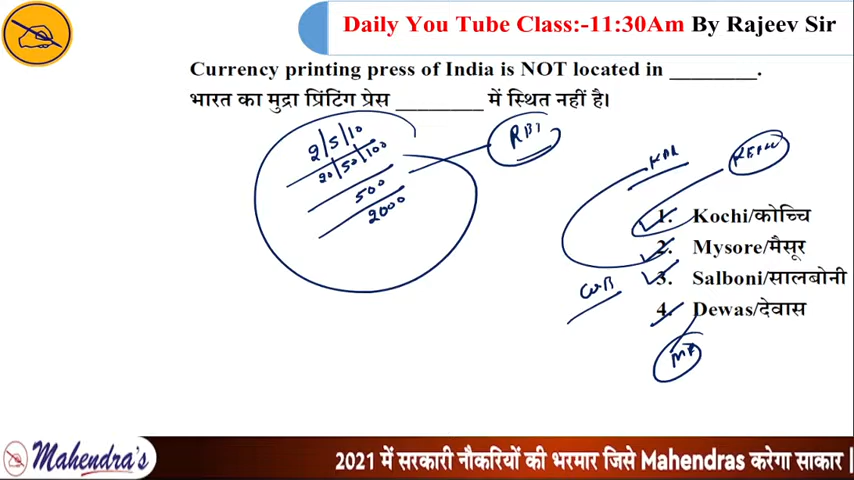 Daily You Tube Class:-11:30Am By Rajeev Sir
Currency printing press of India is NOT located in _________.
भारत का मुद्रा प्रिंटिंग प्रेस _________ में स्थित नहीं है।
2/5/10
20/50/100
500
2000
RBI
KAR
1. Kochi/कोच्चि
2. Mysore/मैसूर
3. Salboni/सालबोनी
WB
4. Dewas/देवास
MP
Mahendra's
2021 में सरकारी नौकरियों की भरमार जिसे Mahendras करेगा साकार |